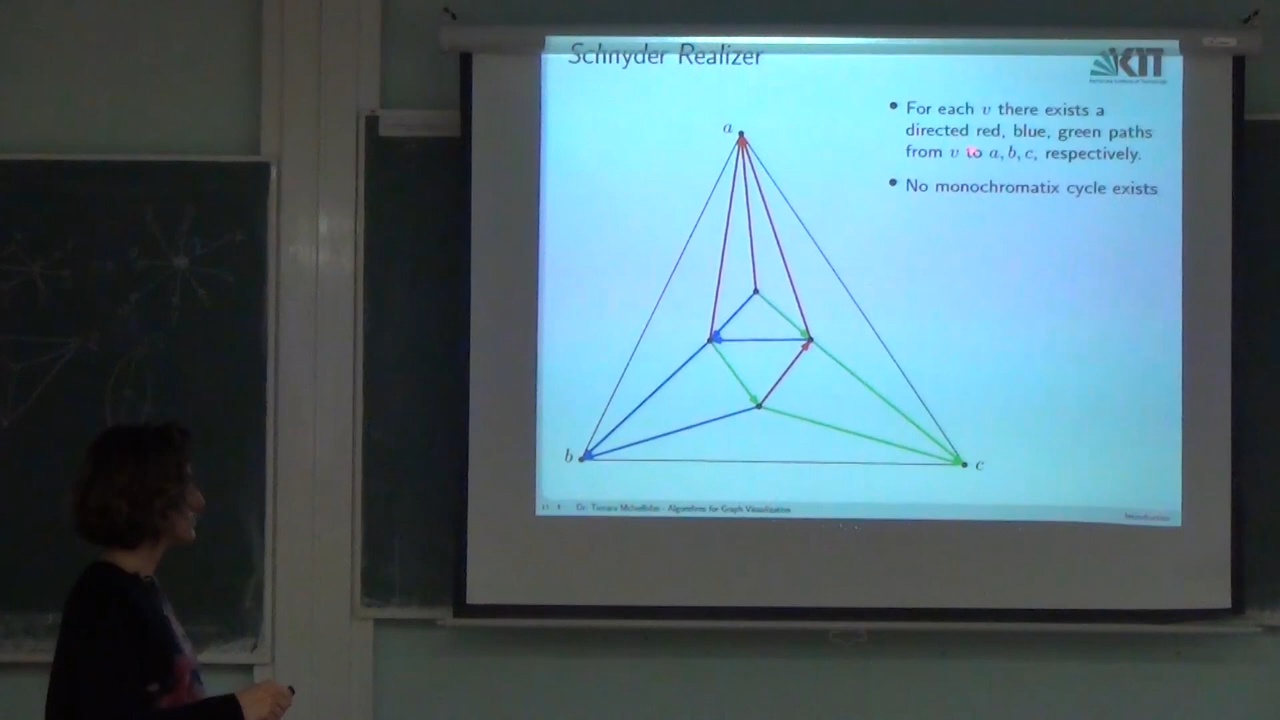 Schnyder Realizer
KIT
a
• For each v there exists a
directed red, blue, green paths
from v to a, b, c, respectively.
• No monochromatix cycle exists
b
c
Dr. Tamara Mchedlidze - Algorithms for Graph Visualization
Introduction